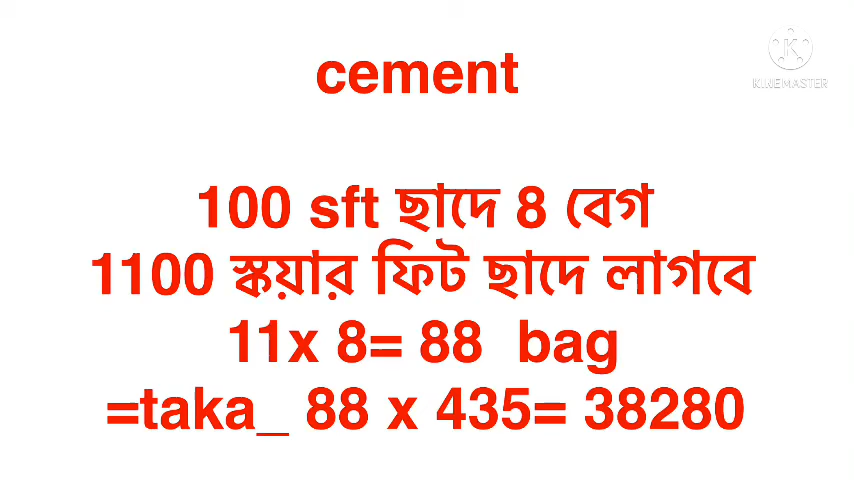 KINEMASTER
cement
100 sft ছাদে 8 বেগ
1100 স্কয়ার ফিট ছাদে লাগবে
11x 8= 88 bag
=taka_ 88 x 435= 38280